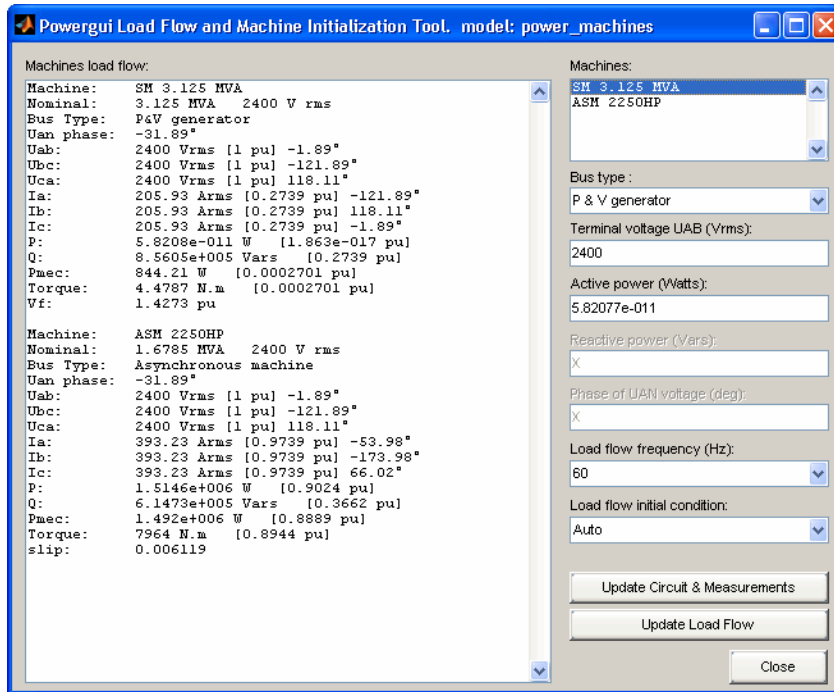 Powergui Load Flow and Machine Initialization Tool. model: power_machines
Machines load flow:
Machine: SM 3.125 MVA
Nominal: 3.125 MVA 2400 V rms
Bus Type: P&V generator
Uan phase: -31.89°
Uab: 2400 Vrms [1 pu] -1.89°
Ubc: 2400 Vrms [1 pu] -121.89°
Uca: 2400 Vrms [1 pu] 118.11°
Ia: 205.93 Arms [0.2739 pu] -121.89°
Ib: 205.93 Arms [0.2739 pu] 118.11°
Ic: 205.93 Arms [0.2739 pu] -1.89°
P: 5.8208e-011 W [1.863e-017 pu]
Q: 8.5605e+005 Vars [0.2739 pu]
Pmec: 844.21 W [0.0002701 pu]
Torque: 4.4787 N.m [0.0002701 pu]
Vf: 1.4273 pu
Machine: ASM 2250HP
Nominal: 1.6785 MVA 2400 V rms
Bus Type: Asynchronous machine
Uan phase: -31.89°
Uab: 2400 Vrms [1 pu] -1.89°
Ubc: 2400 Vrms [1 pu] -121.89°
Uca: 2400 Vrms [1 pu] 118.11°
Ia: 393.23 Arms [0.9739 pu] -53.98°
Ib: 393.23 Arms [0.9739 pu] -173.98°
Ic: 393.23 Arms [0.9739 pu] 66.02°
P: 1.5146e+006 W [0.9024 pu]
Q: 6.1473e+005 Vars [0.3662 pu]
Pmec: 1.492e+006 W [0.8889 pu]
Torque: 7964 N.m [0.8944 pu]
slip: 0.006119
Machines:
SM 3.125 MVA
ASM 2250HP
Bus type :
P & V generator
Terminal voltage UAB (Vrms):
2400
Active power (Watts):
5.82077e-011
Reactive power (Vars):
X
Phase of UAN voltage (deg):
X
Load flow frequency (Hz):
60
Load flow initial condition:
Auto
Update Circuit & Measurements
Update Load Flow
Close